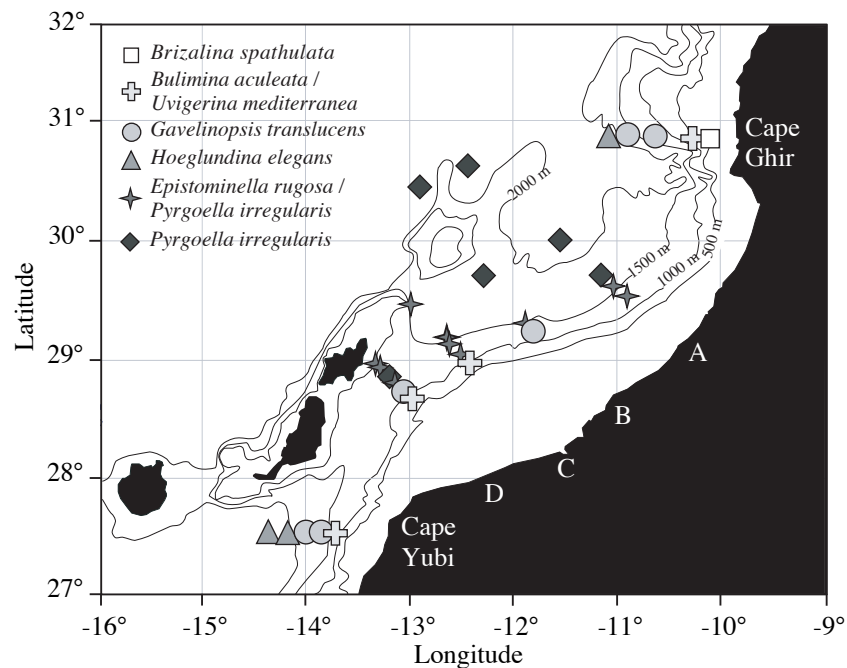 32°
31°
30°
29°
28°
27°
Latitude
Brizalina spathulata
Bulimina aculeata /
Uvigerina mediterranea
Gavelinopsis translucens
Hoeglundina elegans
Epistominella rugosa /
Pyrgoella irregularis
Pyrgoella irregularis
Cape
Ghir
2000 m
1500 m
1000 m
500 m
A
B
C
D
Cape
Yubi
-16°
-15°
-14°
-13°
-12°
-11°
-10°
-9°
Longitude